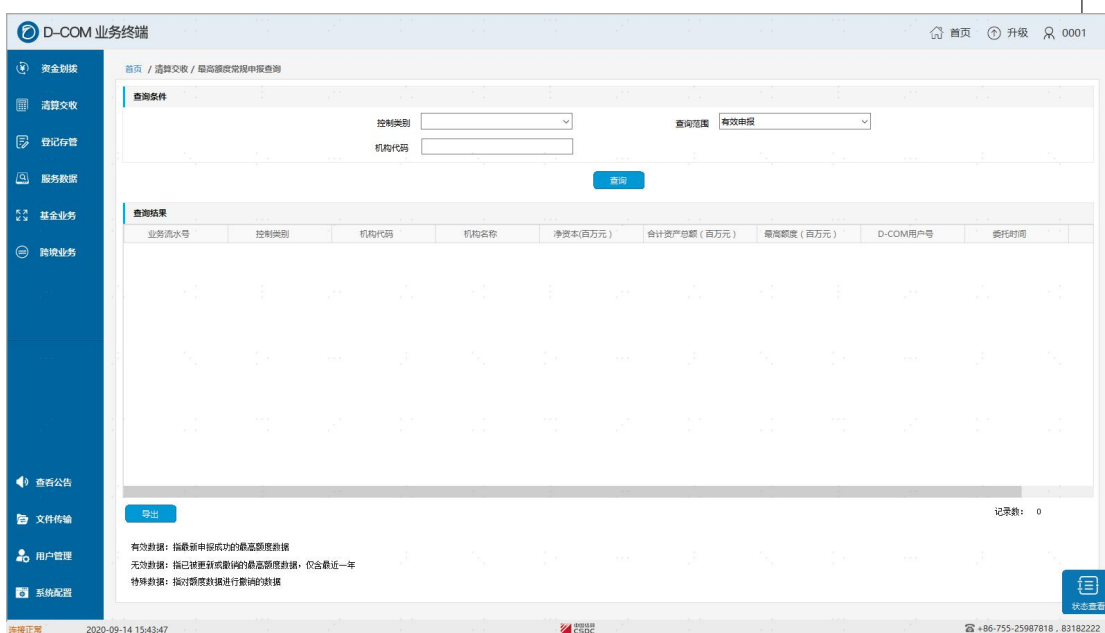 D-COM 业务终端
首页 升级 0001
资金划拨
清算交收
登记存管
服务数据
基金业务
跨境业务
查看公告
文件传输
用户管理
系统配置
首页 / 清算交收 / 最高额度常规申报查询
查询条件
控制类别 查询范围 有效申报
机构代码
查询
查询结果
业务流水号 控制类别 机构代码 机构名称 净资本(百万元) 合计资产总额(百万元) 最高额度(百万元) D-COM用户号 委托时间
导出 记录数: 0
有效数据: 指最新申报成功的最高额度数据
无效数据: 指已被更新或撤销的最高额度数据, 仅含最近一年
特殊数据: 指对额度数据进行撤销的数据
状态查看
连接正常 2020-09-14 15:43:47 中国结算 CSDC +86-755-25987818 . 83182222